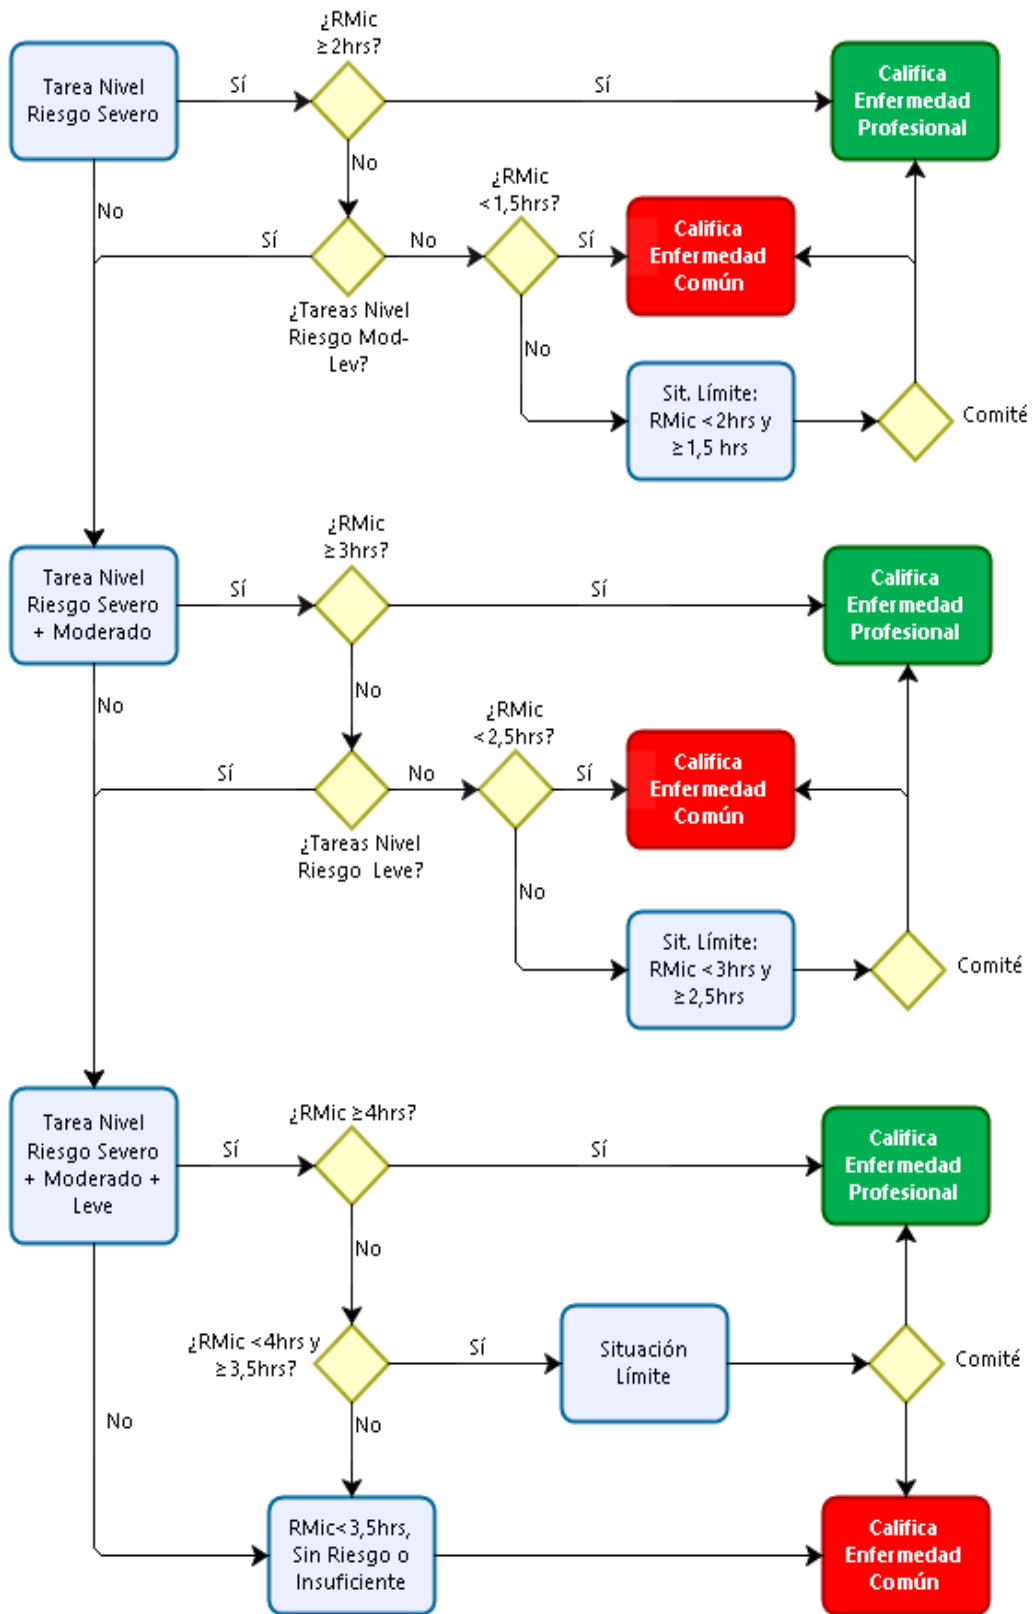 ¿RMic
≥2hrs?
Tarea Nivel
Riesgo Severo
Sí
Sí
Califica
Enfermedad
Profesional
No
No
¿RMic
<1,5hrs?
Sí
No
Sí
Califica
Enfermedad
Común
¿Tareas Nivel
Riesgo Mod-
Lev?
No
Sit. Límite:
RMic <2hrs y
≥1,5 hrs
Comité
¿RMic
≥3hrs?
Tarea Nivel
Riesgo Severo
+ Moderado
Sí
Sí
Califica
Enfermedad
Profesional
No
No
¿RMic
<2,5hrs?
Sí
No
Sí
Califica
Enfermedad
Común
¿Tareas Nivel
Riesgo Leve?
No
Sit. Límite:
RMic <3hrs y
≥2,5hrs
Comité
¿RMic ≥4hrs?
Tarea Nivel
Riesgo Severo
+ Moderado +
Leve
Sí
Sí
Califica
Enfermedad
Profesional
No
¿RMic <4hrs y
≥3,5hrs?
Sí
Situación
Límite
Comité
No
No
RMic<3,5hrs,
Sin Riesgo o
Insuficiente
Califica
Enfermedad
Común